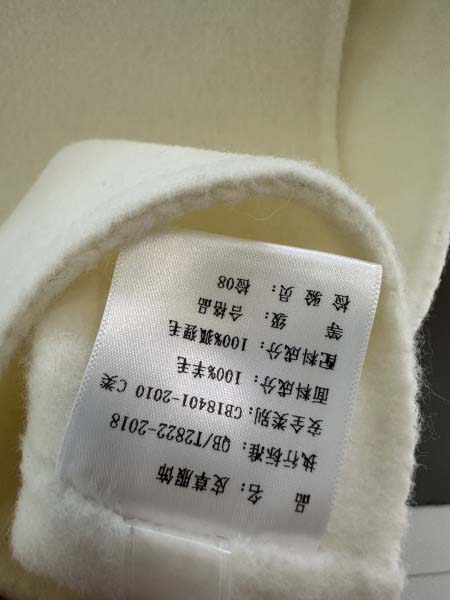 品 名：皮草服饰
执行标准：QB/T2822-2018
安全类别：GB18401-2010 C类
面料成分：100%羊毛
配料成分：100%狐狸毛
等 级：合格品
检 验 员：检08